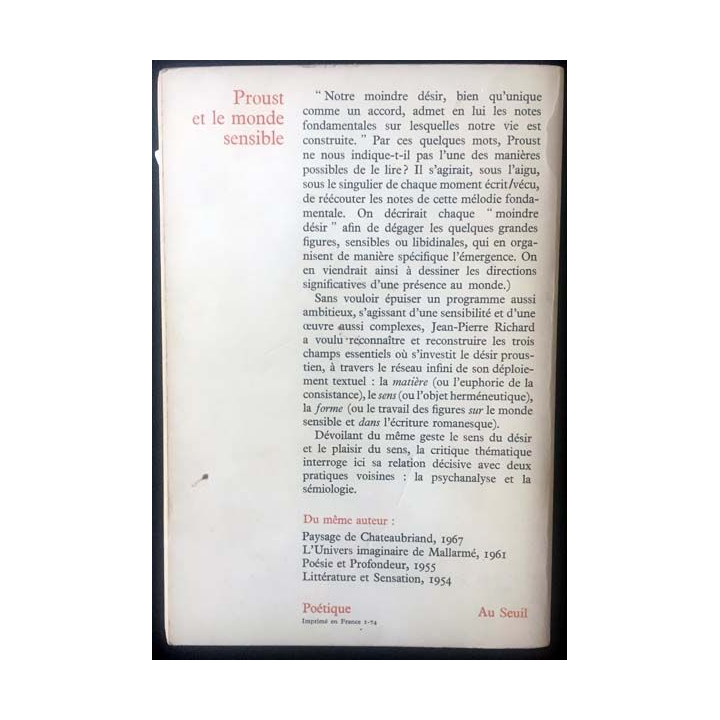 Proust
et le monde
sensible
“ Notre moindre désir, bien qu’unique
comme un accord, admet en lui les notes
fondamentales sur lesquelles notre vie est
construite. ” Par ces quelques mots, Proust
ne nous indique-t-il pas l’une des manières
possibles de le lire ? Il s’agirait, sous l’aigu,
sous le singulier de chaque moment écrit/vécu,
de réécouter les notes de cette mélodie fonda-
mentale. On décrirait chaque “ moindre
désir ” afin de dégager les quelques grandes
figures, sensibles ou libidinales, qui en orga-
nisent de manière spécifique l’émergence. On
en viendrait ainsi à dessiner les directions
significatives d’une présence au monde.)
Sans vouloir épuiser un programme aussi
ambitieux, s’agissant d’une sensibilité et d’une
œuvre aussi complexes, Jean-Pierre Richard
a voulu reconnaître et reconstruire les trois
champs essentiels où s’investit le désir prous-
tien, à travers le réseau infini de son déploie-
ment textuel : la matière (ou l’euphorie de la
consistance), le sens (ou l’objet herméneutique),
la forme (ou le travail des figures sur le monde
sensible et dans l’écriture romanesque).
Dévoilant du même geste le sens du désir
et le plaisir du sens, la critique thématique
interroge ici sa relation décisive avec deux
pratiques voisines : la psychanalyse et la
sémiologie.
Du même auteur :
Paysage de Chateaubriand, 1967
L’Univers imaginaire de Mallarmé, 1961
Poésie et Profondeur, 1955
Littérature et Sensation, 1954
Poétique
Au Seuil
Imprimé en France 1-74